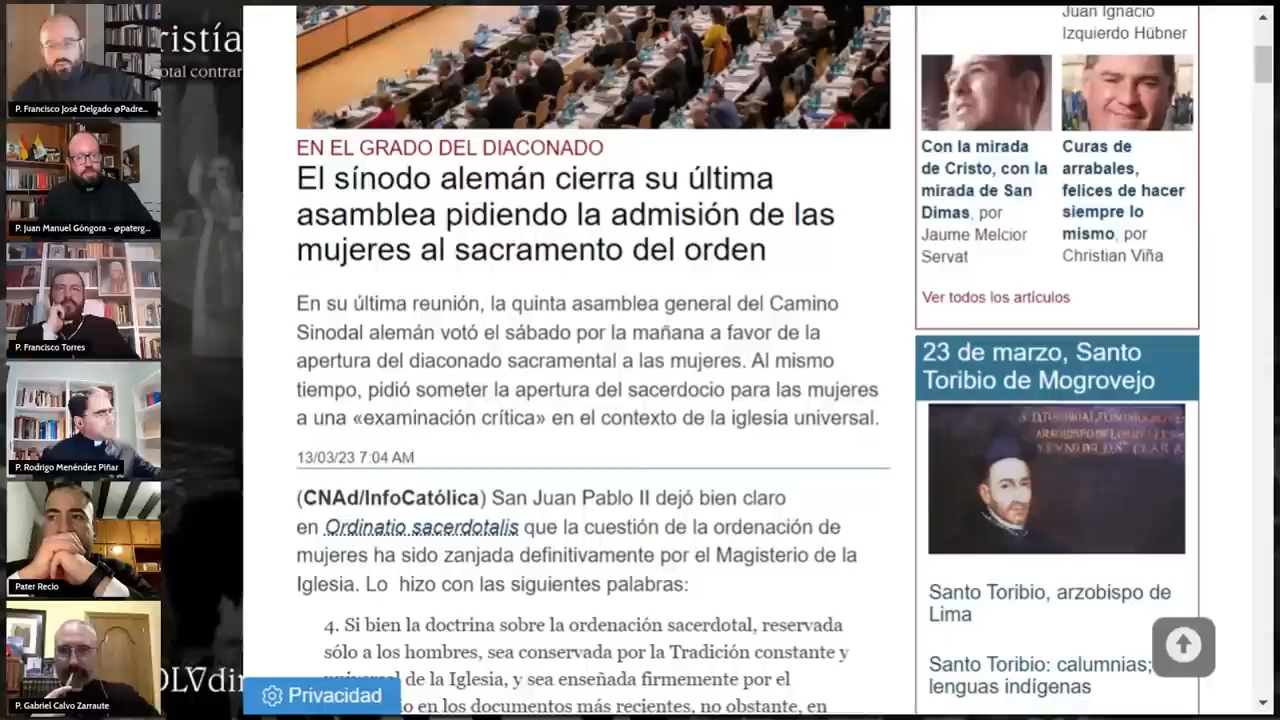 P. Francisco José Delgado @Padre...
P. Juan Manuel Góngora - @paterg...
P. Francisco Torres
P. Rodrigo Menéndez Piñar
Pater Recio
P. Gabriel Calvo Zarraute
EN EL GRADO DEL DIACONADO
El sínodo alemán cierra su última
asamblea pidiendo la admisión de las
mujeres al sacramento del orden
En su última reunión, la quinta asamblea general del Camino
Sinodal alemán votó el sábado por la mañana a favor de la
apertura del diaconado sacramental a las mujeres. Al mismo
tiempo, pidió someter la apertura del sacerdocio para las mujeres
a una «examinación crítica» en el contexto de la iglesia universal.
13/03/23 7:04 AM
(CNAd/InfoCatólica) San Juan Pablo II dejó bien claro
en Ordinatio sacerdotalis que la cuestión de la ordenación de
mujeres ha sido zanjada definitivamente por el Magisterio de la
Iglesia. Lo hizo con las siguientes palabras:
4. Si bien la doctrina sobre la ordenación sacerdotal, reservada
sólo a los hombres, sea conservada por la Tradición constante y
de la Iglesia, y sea enseñada firmemente por el
en los documentos más recientes, no obstante, en
Privacidad
Juan Ignacio
Izquierdo Hübner
Con la mirada
de Cristo, con la
mirada de San
Dimas, por
Jaume Melcior
Servat
Curas de
arrabales,
felices de hacer
siempre lo
mismo, por
Christian Viña
Ver todos los artículos
23 de marzo, Santo
Toribio de Mogrovejo
Santo Toribio, arzobispo de
Lima
Santo Toribio: calumnias;
lenguas indígenas